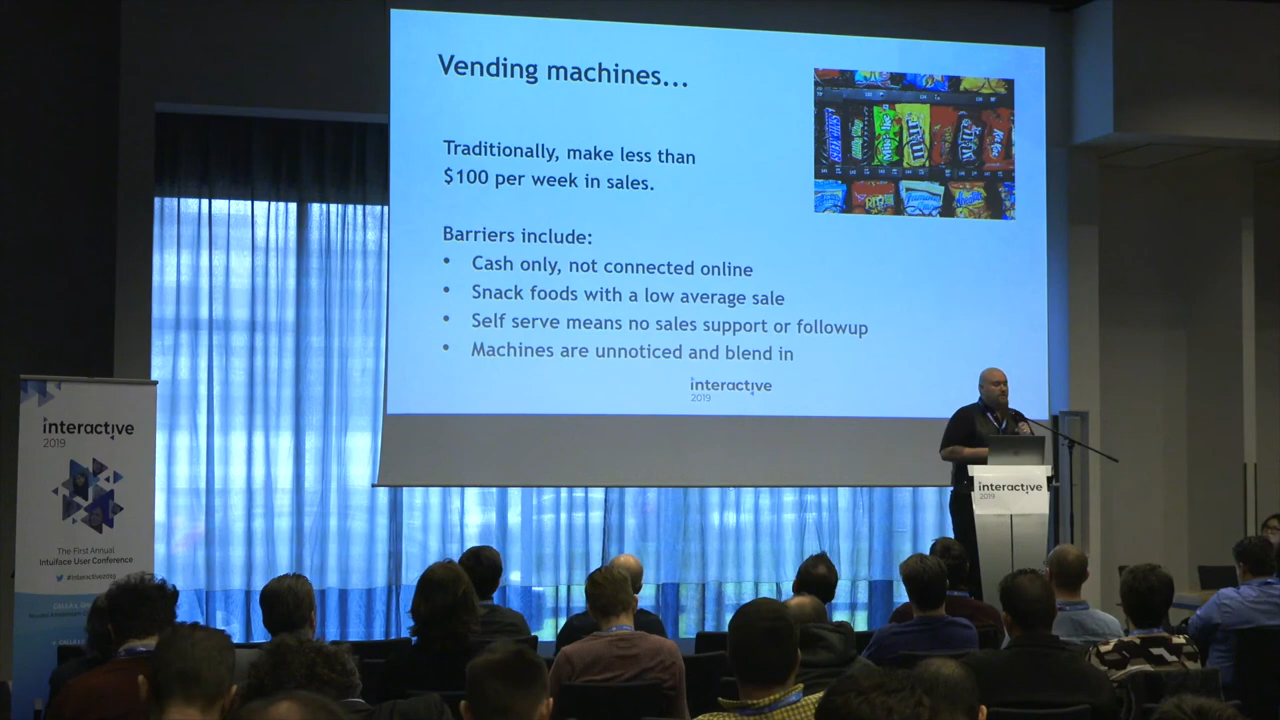 Vending machines...
Traditionally, make less than
$100 per week in sales.
Barriers include:
• Cash only, not connected online
• Snack foods with a low average sale
• Self serve means no sales support or followup
• Machines are unnoticed and blend in
interactive
2019
interactive
2019
The First Annual
Intuiface User Conference
#interactive2019
interactive
2019